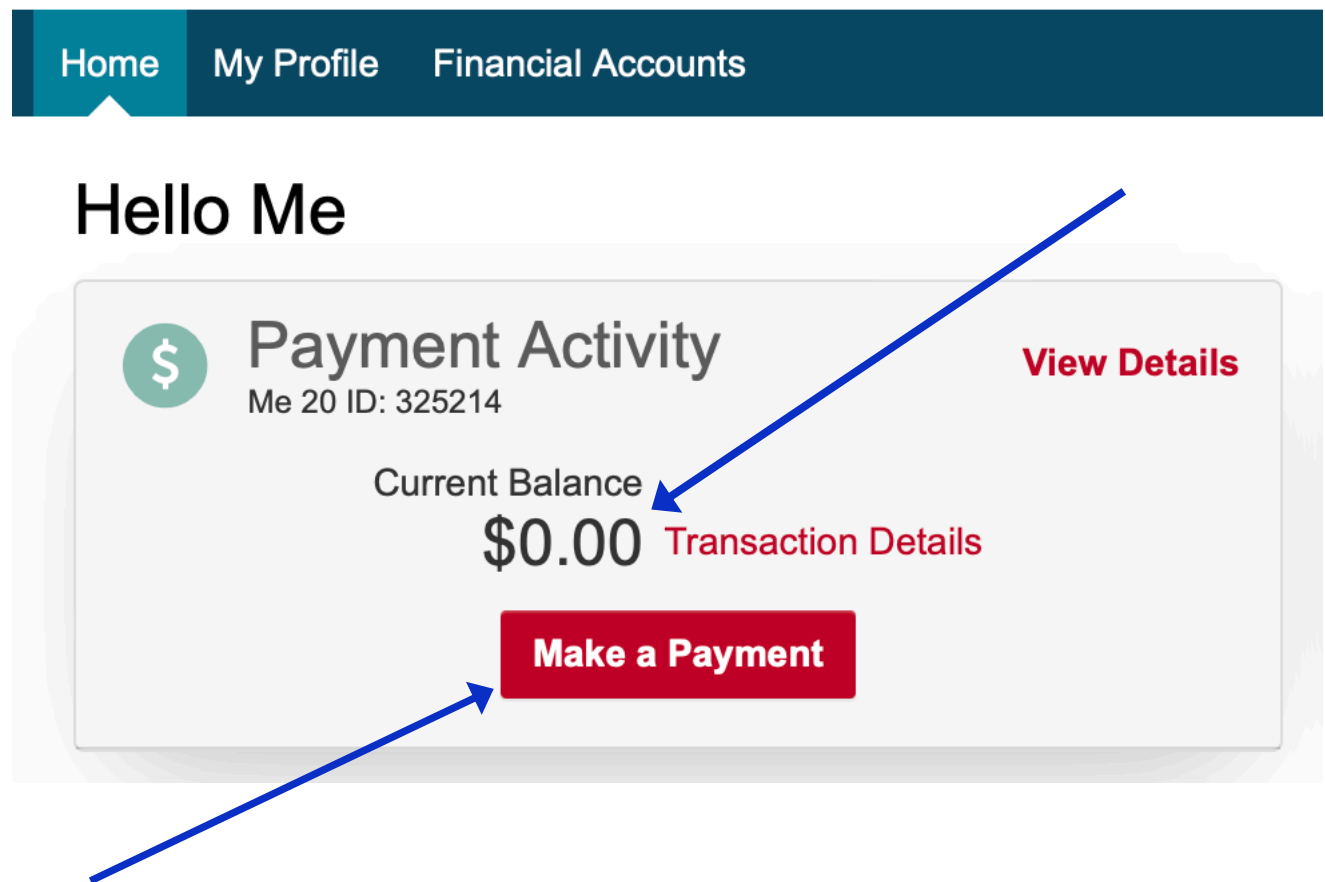 Home My Profile Financial Accounts
Hello Me
$ Payment Activity
View Details
Me 20 ID: 325214
Current Balance
$0.00 Transaction Details
Make a Payment